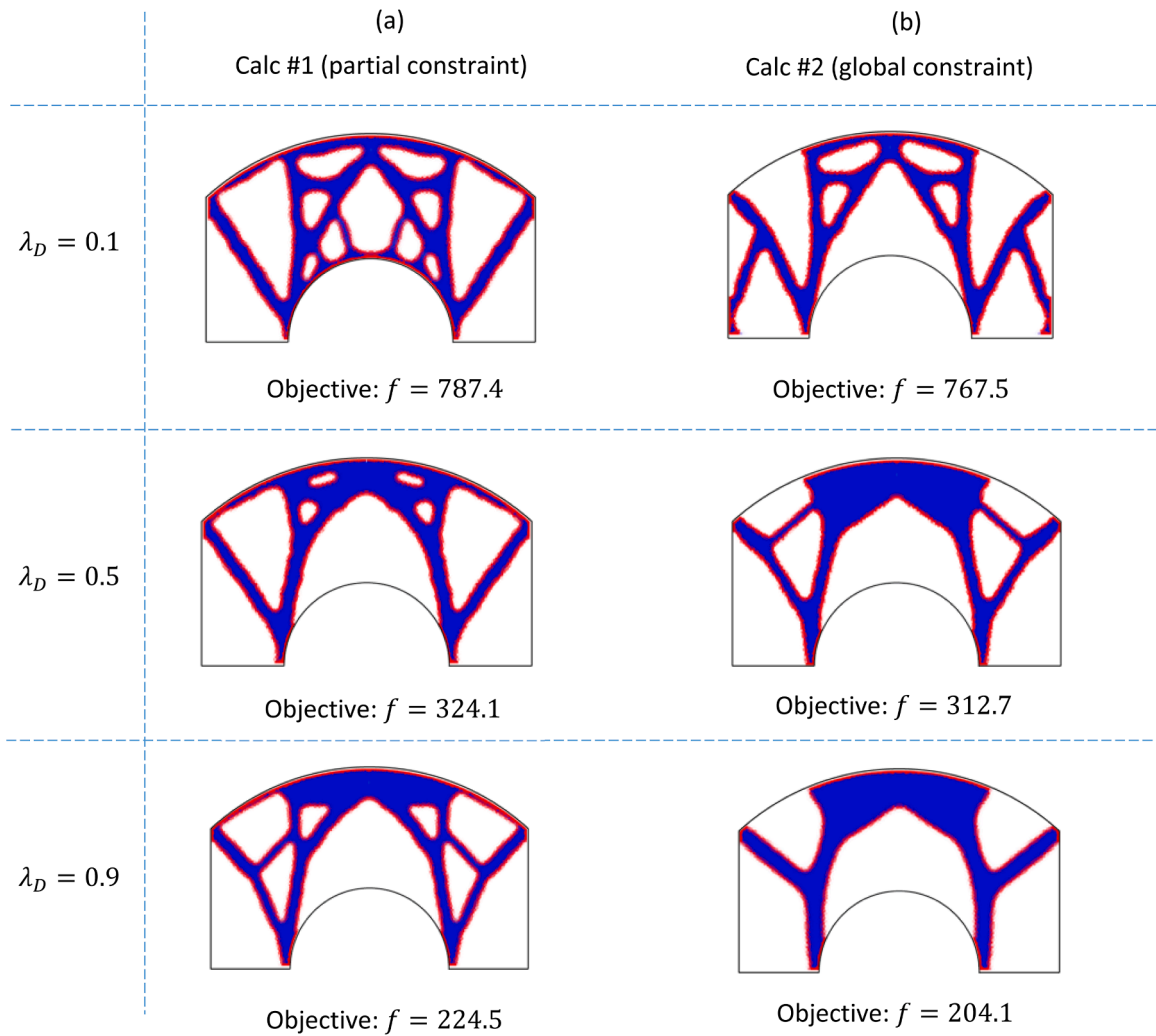 (a)
(b)
Calc #1 (partial constraint)
Calc #2 (global constraint)
λ_D = 0.1
Objective: f = 787.4
Objective: f = 767.5
λ_D = 0.5
Objective: f = 324.1
Objective: f = 312.7
λ_D = 0.9
Objective: f = 224.5
Objective: f = 204.1